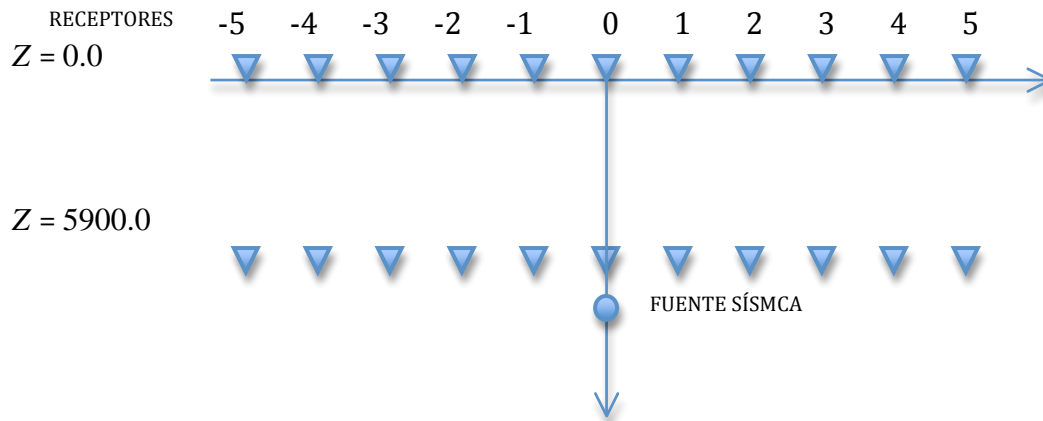 RECEPTORES -5 -4 -3 -2 -1 0 1 2 3 4 5
Z = 0.0
Z = 5900.0
FUENTE SÍSMCA